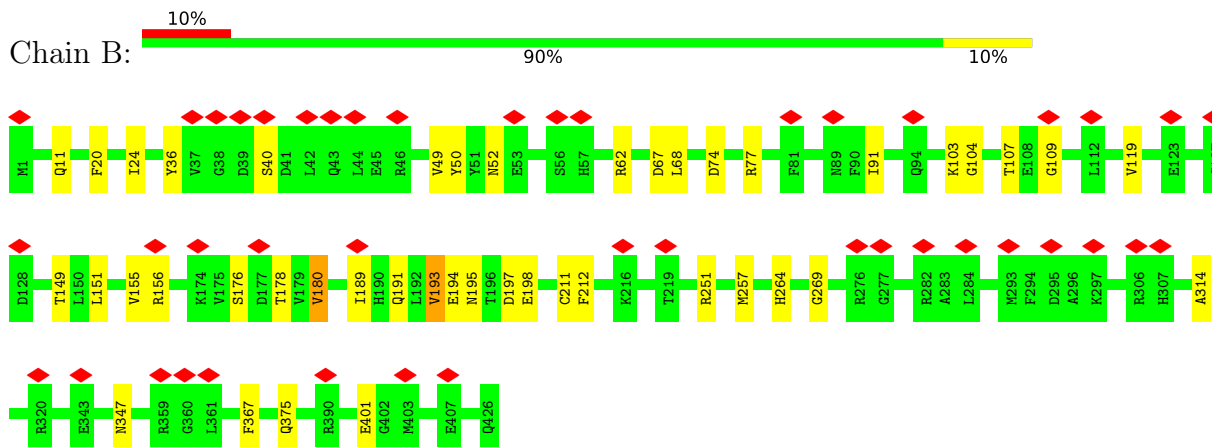 10%
Chain B:
90% 10%
M1 Q11 F20 I24 Y36 V37 G38 D39 S40 D41 L42 Q43 L44 E45 R46 V49 Y50 Y51 N52 E53 S56 H57 R62 D67 L68 D74 R77 F81 N89 F90 I91 Q94 K103 G104 T107 E108 G109 L112 V119 E123
D128 T149 L150 L151 V155 R156 K174 V175 S176 D177 T178 V179 V180 I189 H190 Q191 L192 V193 E194 N195 T196 D197 E198 C211 F212 K216 T219 R251 M257 H264 G269 R276 G277 R282 A283 L284 M293 F294 D295 A296 K297 R306 H307 A314
R320 E343 N347 R359 G360 L361 F367 Q375 R390 E401 G402 M403 E407 Q426